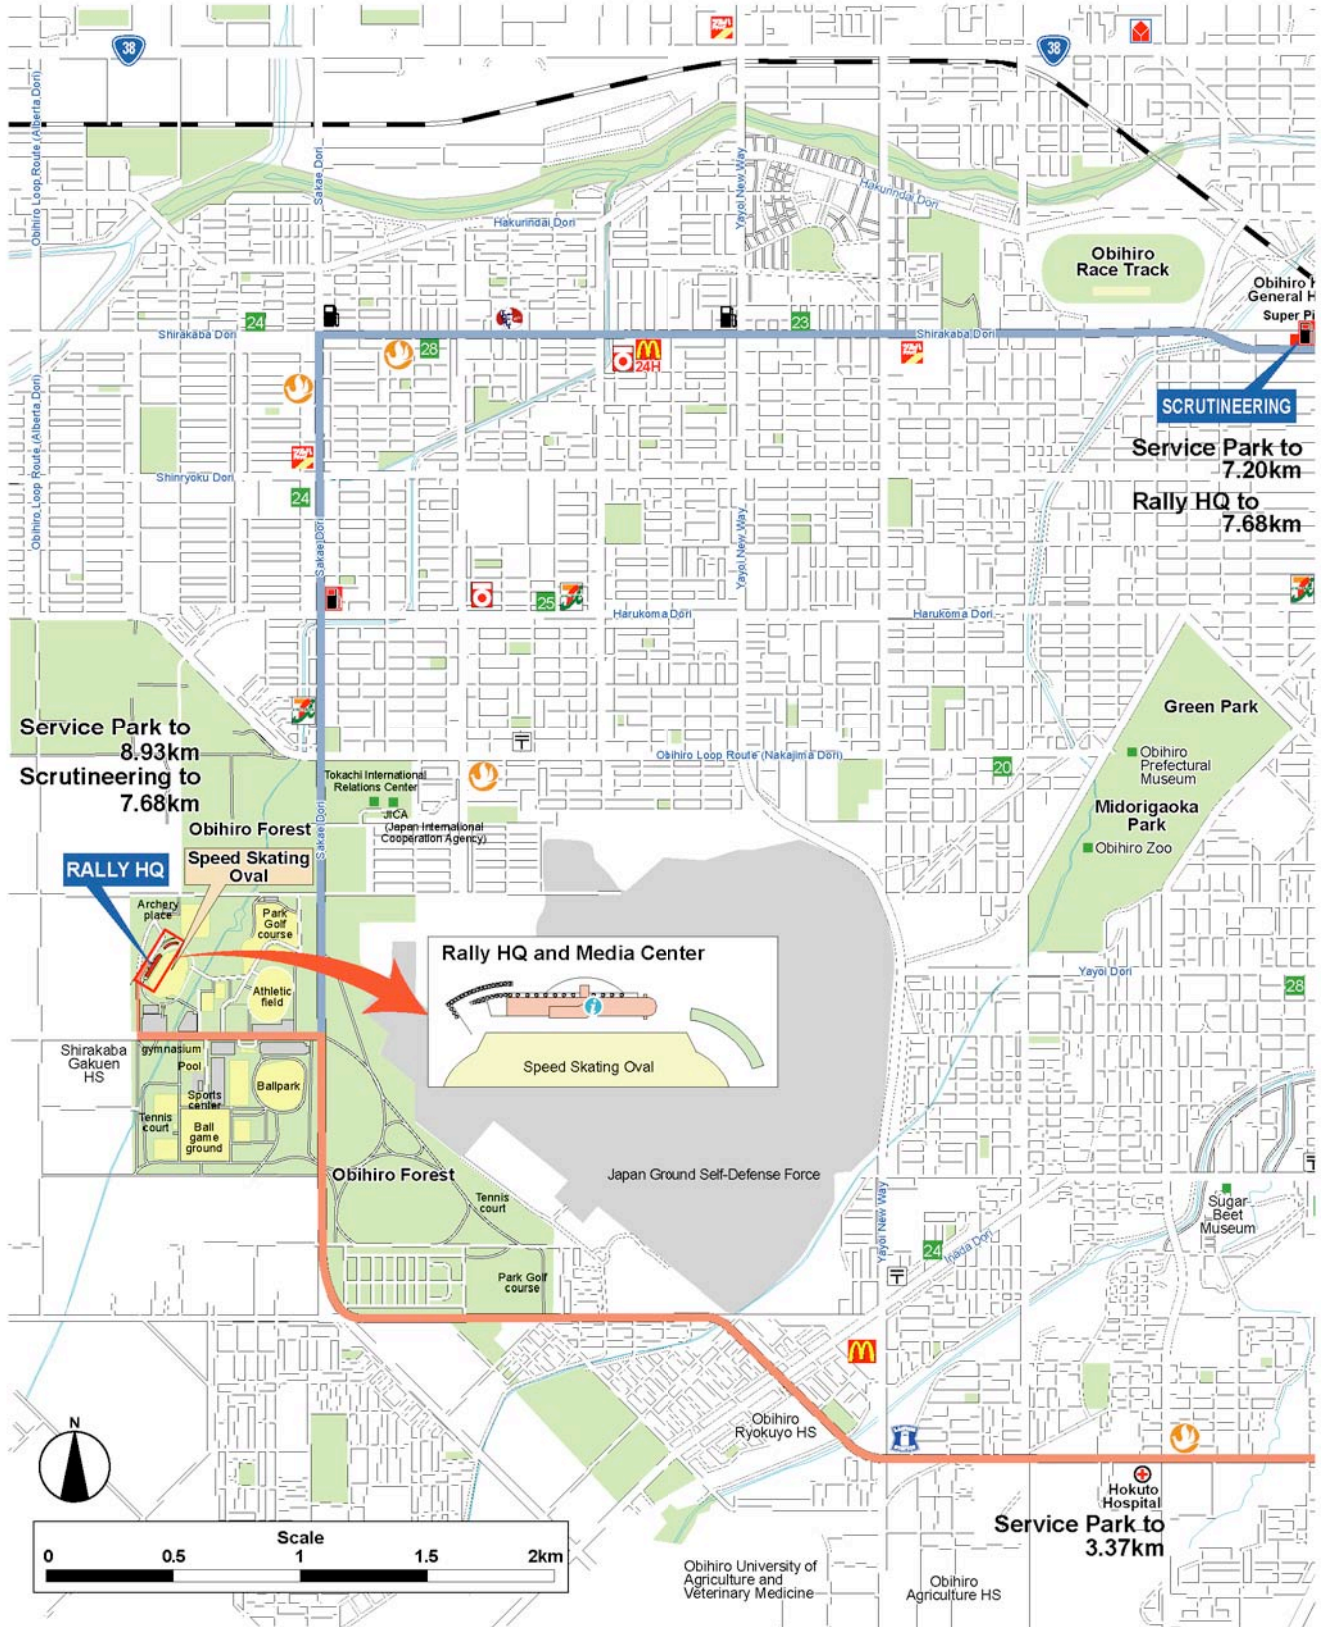 38
38
Obihiro Loop Route (Alberta Dori)
Sakae Dori
Yayoi New Way
Hakurindai Dori
Hakurindai Dori
Obihiro
Race Track
Obihiro
General
Super
24
23
Shirakaba Dori
Shirakaba Dori
28
24H
SCRUTINEERING
Service Park to
7.20km
Rally HQ to
7.68km
Obihiro Loop Route (Alberta Dori)
Shinryoku Dori
24
Sakae Dori
Yayoi New Way
25
Harukoma Dori
Harukoma Dori
Green Park
Service Park to
8.93km
Scrutineering to
7.68km
〒
Obihiro Loop Route (Nakajima Dori)
20
Obihiro
Prefectural
Museum
Tokachi International
Relations Center
JICA
(Japan International
Cooperation Agency)
Midorigaoka
Park
Obihiro Zoo
Obihiro Forest
Sakae Dori
RALLY HQ
Speed Skating
Oval
Archery
place
Park
Golf
course
Athletic
field
Rally HQ and Media Center
i
Speed Skating Oval
Yayoi Dori
28
Shirakaba
Gakuen
HS
gymnasium
Pool
Sports
center
Ballpark
Tennis
court
Ball
game
ground
Obihiro Forest
Japan Ground Self-Defense Force
Tennis
court
Yayoi New Way
Sugar
Beet
Museum
24
Inada Dori
〒
Park Golf
course
Obihiro
Ryokuyo HS
N
Hokuto
Hospital
Service Park to
3.37km
Scale
0 0.5 1 1.5 2km
Obihiro University of
Agriculture and
Veterinary Medicine
Obihiro
Agriculture HS